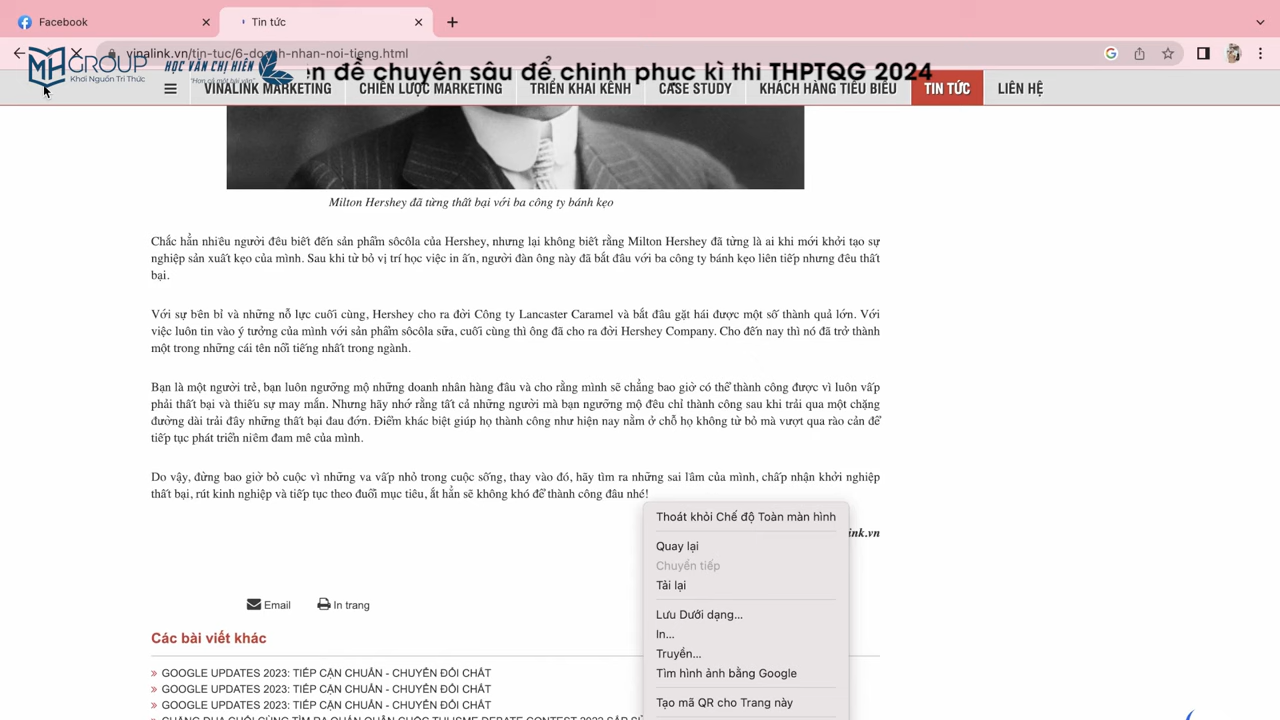 Facebook
Tin tức
vinalink.vn/tin-tuc/6-doanh-nhan-noi-tieng.html
MHGROUP
Khơi Nguồn Tri Thức
HỌC VĂN CHỊ HIÊN
"Hơn cả một bài văn"
ên đề chuyên sâu để chinh phục kì thi THPTQG 2024
VINALINK MARKETING
CHIẾN LƯỢC MARKETING
TRIỂN KHAI KÊNH
CASE STUDY
KHÁCH HÀNG TIÊU BIỂU
TIN TỨC
LIÊN HỆ
Milton Hershey đã từng thất bại với ba công ty bánh kẹo
Chắc hẳn nhiều người đều biết đến sản phẩm sôcôla của Hershey, nhưng lại không biết rằng Milton Hershey đã từng là ai khi mới khởi tạo sự
nghiệp sản xuất kẹo của mình. Sau khi từ bỏ vị trí học việc in ấn, người đàn ông này đã bắt đầu với ba công ty bánh kẹo liên tiếp nhưng đều thất
bại.
Với sự bền bỉ và những nỗ lực cuối cùng, Hershey cho ra đời Công ty Lancaster Caramel và bắt đầu gặt hái được một số thành quả lớn. Với
việc luôn tin vào ý tưởng của mình với sản phẩm sôcôla sữa, cuối cùng thì ông đã cho ra đời Hershey Company. Cho đến nay thì nó đã trở thành
một trong những cái tên nổi tiếng nhất trong ngành.
Bạn là một người trẻ, bạn luôn ngưỡng mộ những doanh nhân hàng đầu và cho rằng mình sẽ chẳng bao giờ có thể thành công được vì luôn vấp
phải thất bại và thiếu sự may mắn. Nhưng hãy nhớ rằng tất cả những người mà bạn ngưỡng mộ đều chỉ thành công sau khi trải qua một chặng
đường dài trải đầy những thất bại đau đớn. Điểm khác biệt giúp họ thành công như hiện nay nằm ở chỗ họ không từ bỏ mà vượt qua rào cản để
tiếp tục phát triển niềm đam mê của mình.
Do vậy, đừng bao giờ bỏ cuộc vì những va vấp nhỏ trong cuộc sống, thay vào đó, hãy tìm ra những sai lầm của mình, chấp nhận khởi nghiệp
thất bại, rút kinh nghiệp và tiếp tục theo đuổi mục tiêu, ắt hẳn sẽ không khó để thành công đâu nhé!
ink.vn
Thoát khỏi Chế độ Toàn màn hình
Quay lại
Chuyển tiếp
Tải lại
Lưu Dưới dạng...
In...
Truyền...
Tìm hình ảnh bằng Google
Tạo mã QR cho Trang này
Email
In trang
Các bài viết khác
» GOOGLE UPDATES 2023: TIẾP CẬN CHUẨN - CHUYỂN ĐỔI CHẤT
» GOOGLE UPDATES 2023: TIẾP CẬN CHUẨN - CHUYỂN ĐỔI CHẤT
» GOOGLE UPDATES 2023: TIẾP CẬN CHUẨN - CHUYỂN ĐỔI CHẤT